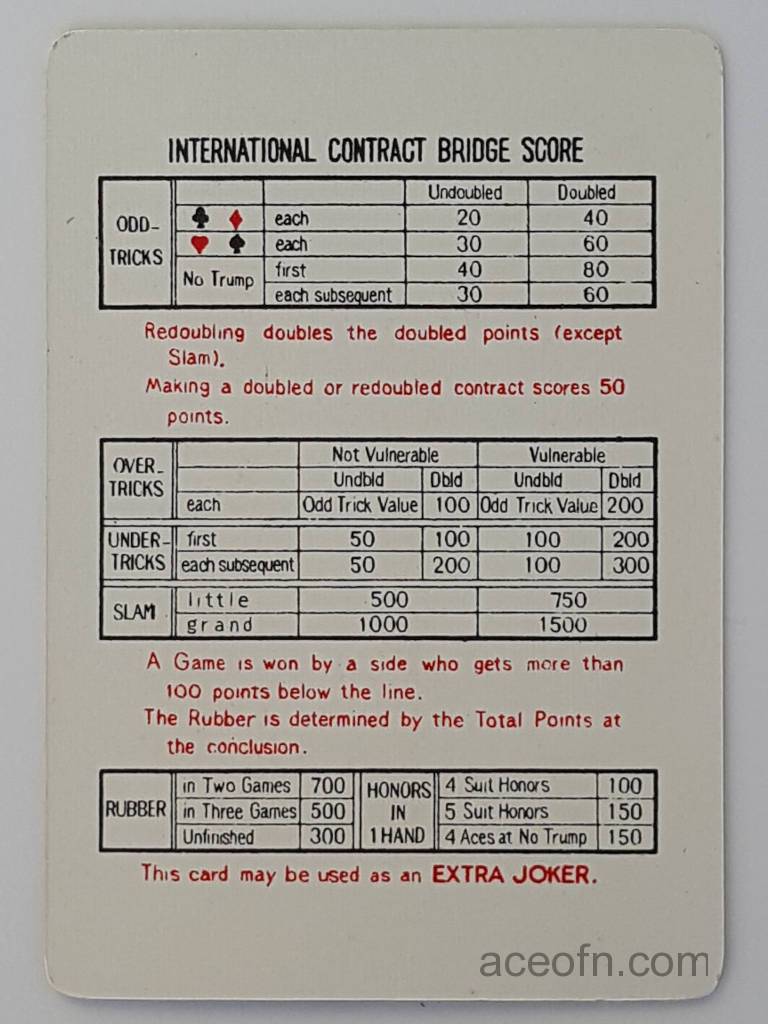 INTERNATIONAL CONTRACT BRIDGE SCORE
Undoubled Doubled
ODD-TRICKS ♣ ♦ each 20 40
♥ ♠ each 30 60
No Trump first 40 80
each subsequent 30 60
Redoubling doubles the doubled points (except
Slam).
Making a doubled or redoubled contract scores 50
points.
OVER-TRICKS Not Vulnerable Vulnerable
Undbld Dbld Undbld Dbld
each Odd Trick Value 100 Odd Trick Value 200
UNDER-TRICKS first 50 100 100 200
each subsequent 50 200 100 300
SLAM little 500 750
grand 1000 1500
A Game is won by a side who gets more than
100 points below the line.
The Rubber is determined by the Total Points at
the conclusion.
RUBBER in Two Games 700 HONORS IN 1 HAND 4 Suit Honors 100
in Three Games 500 5 Suit Honors 150
Unfinished 300 4 Aces at No Trump 150
This card may be used as an EXTRA JOKER.
aceofn.com